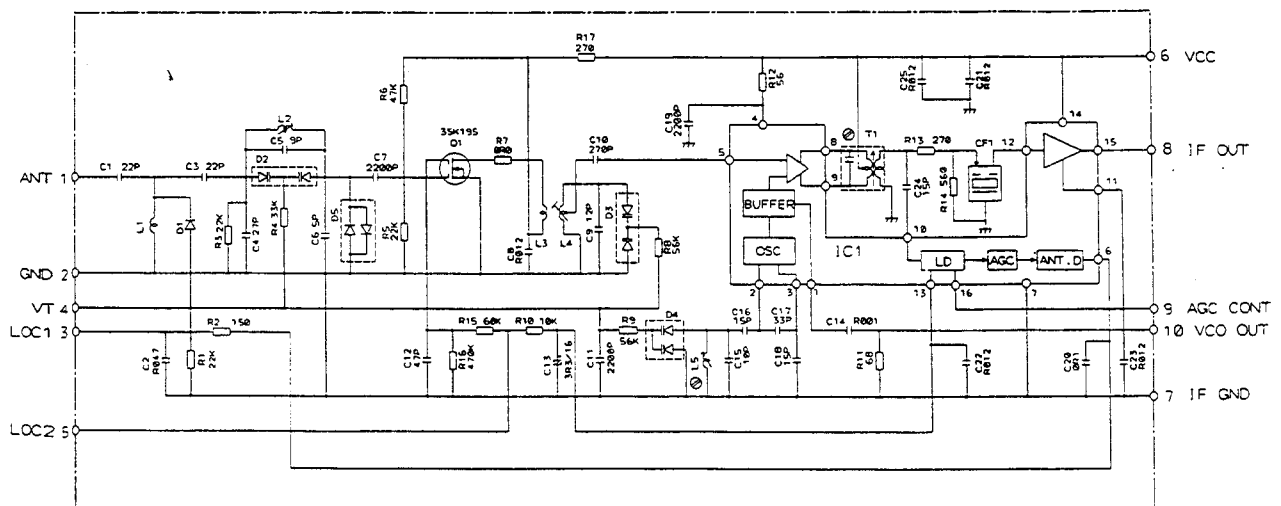 R17
270
6 VCC
R6
47K
R12
56
C25
R012
C21
R012
L2
C5 9P
C19
2200P
4
14
3SK195
Q1
R7
0R0
C10
270P
T1
C1 22P
C3 22P
D2
C7
2200P
5
8
R13 270
CF1
12
15
8 IF OUT
ANT 1
9
11
L1
D1
R3 22K
C4 27P
R4 33K
C6 5P
D5
R5
22K
C8
R012
L3
L4
C9 12P
D3
R8
56K
BUFFER
OSC
IC1
C24
15P
R14 560
10
LD
AGC
ANT.D
6
GND 2
2
3
1
13
16
7
VT 4
9 AGC CONT
LOC1 3
R2 150
R15 60K
R10 10K
R9
56K
D4
C16
15P
C17
33P
C14 R001
10 VCO OUT
C2
R047
R1
22K
C12
47P
R16
470K
C13
3R3/16
C11
2200P
L5
C15
10P
C18
15P
R11
68
C22
R012
C20
0R1
C23
R012
7 IF GND
LOC2 5